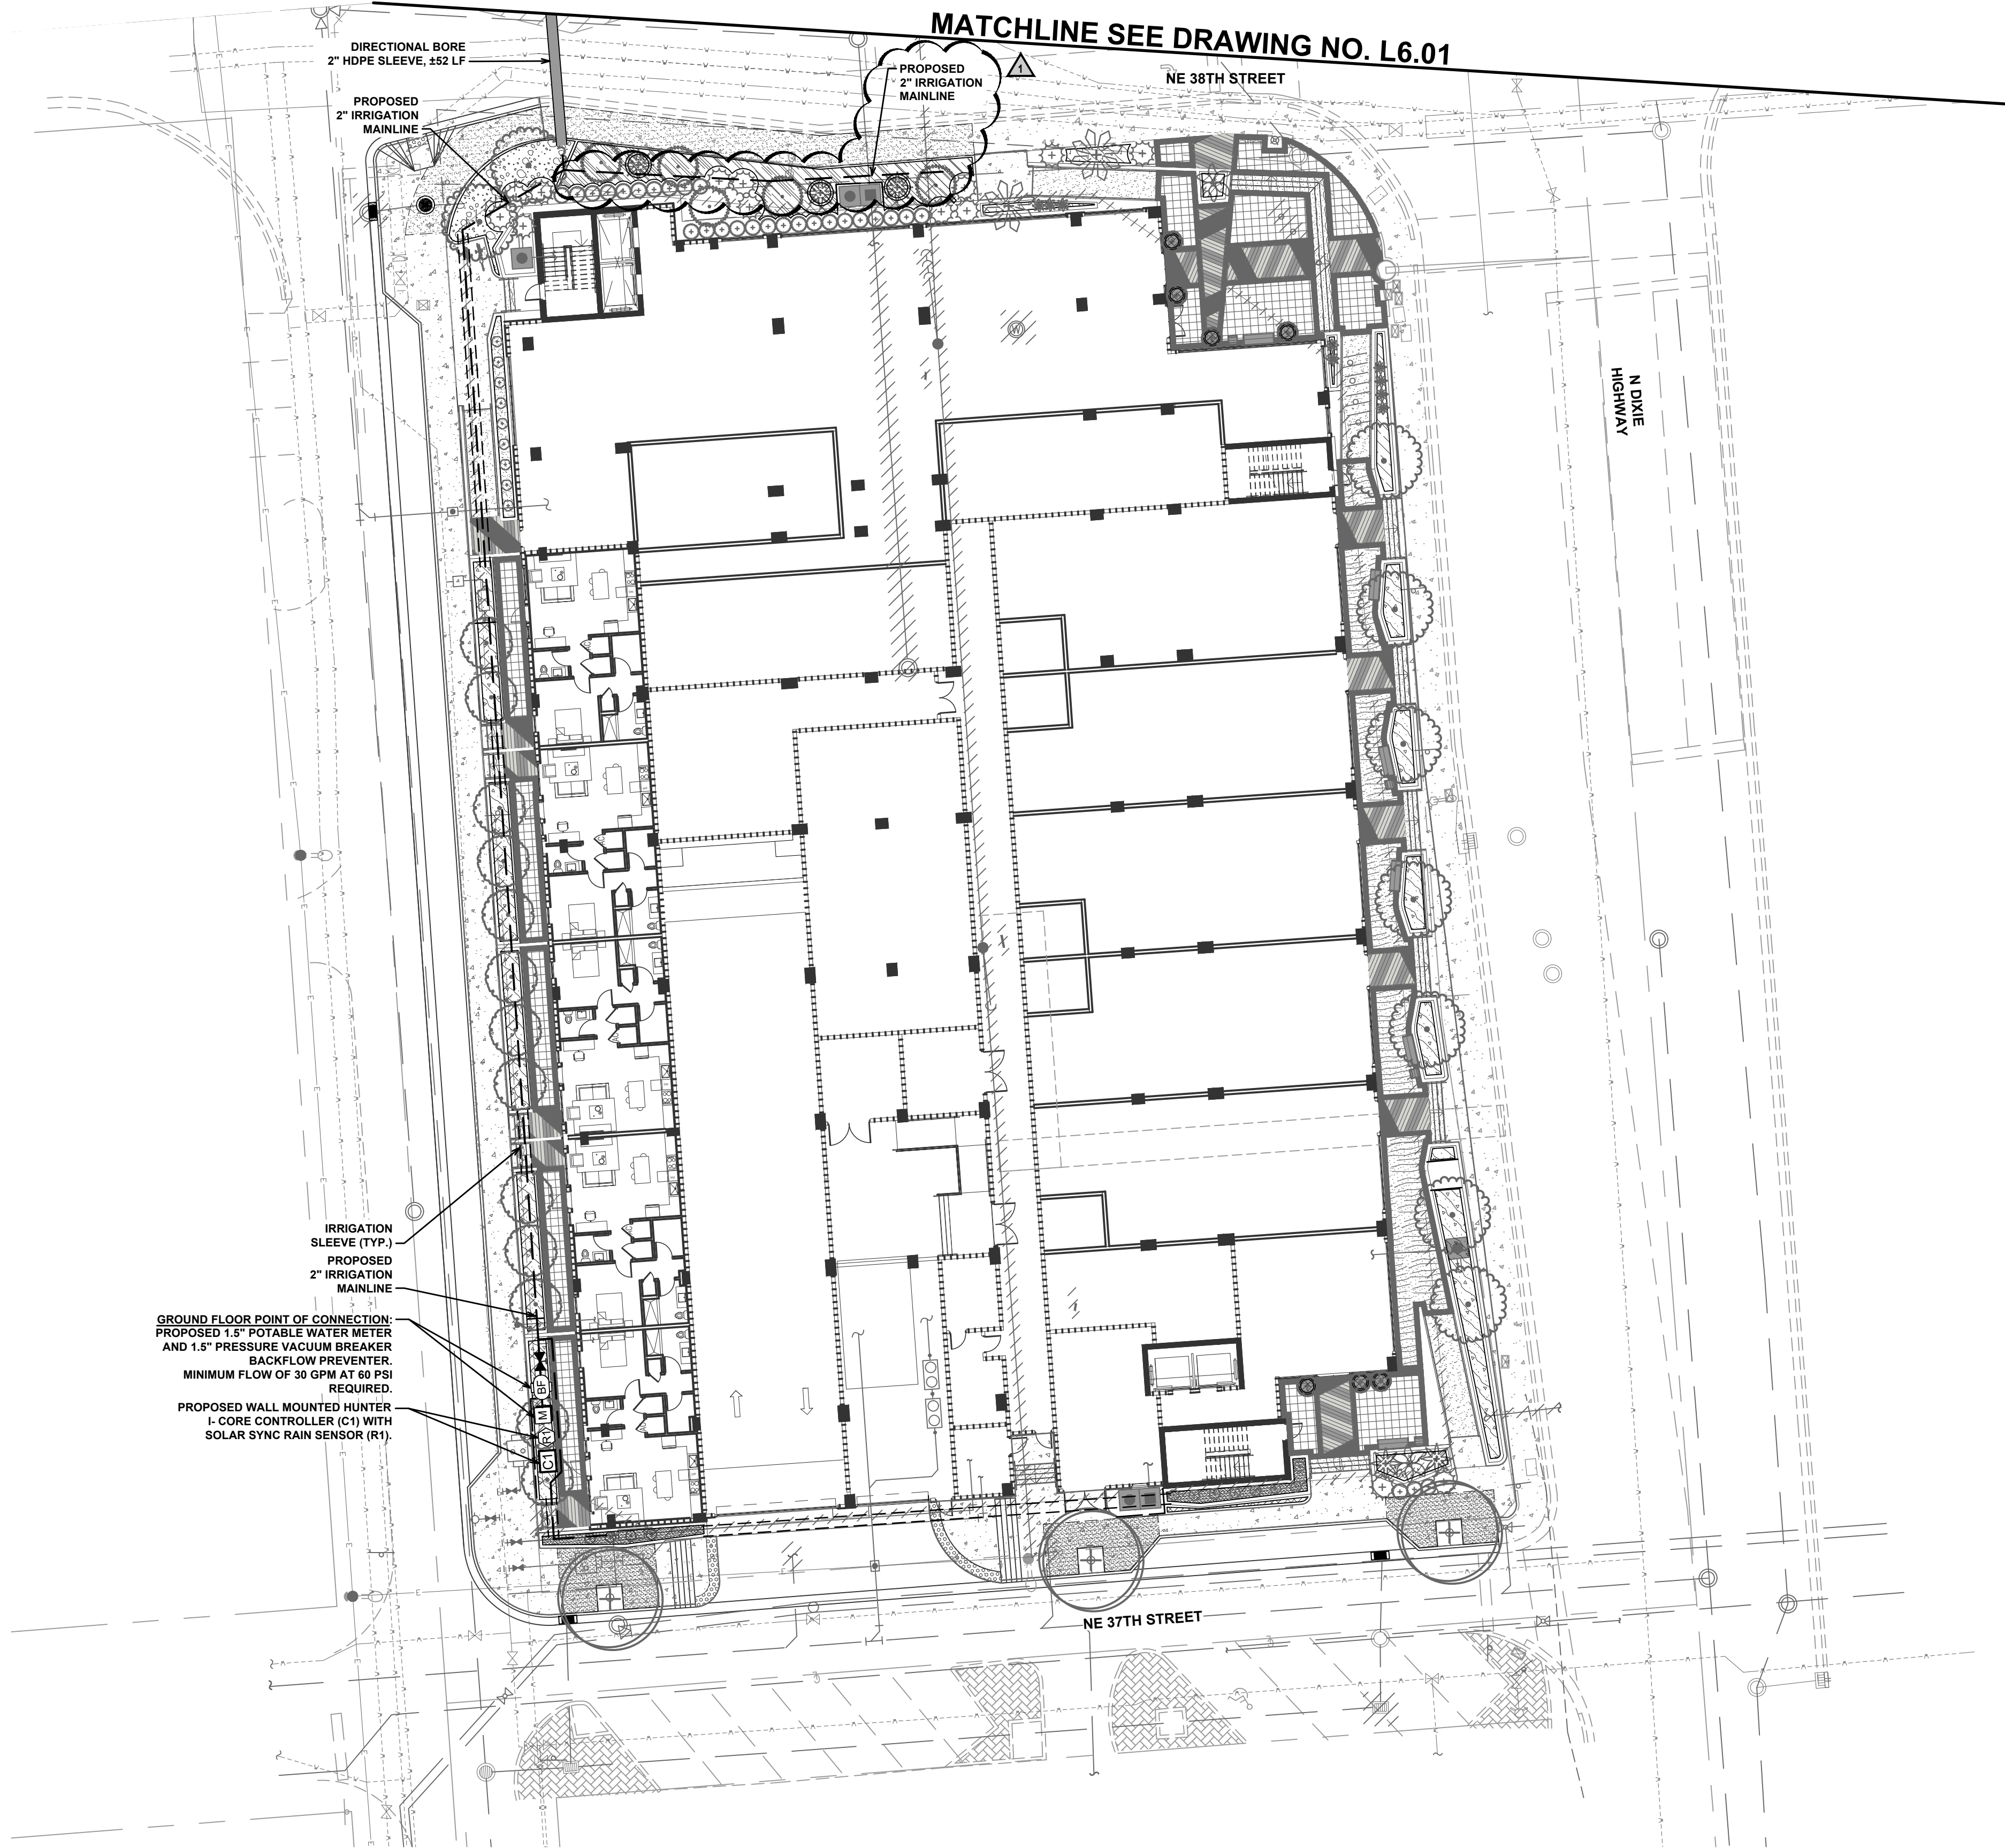 MATCHLINE SEE DRAWING NO. L6.01
DIRECTIONAL BORE
2" HDPE SLEEVE, ±52 LF
PROPOSED
2" IRRIGATION
MAINLINE
1
NE 38TH STREET
PROPOSED
2" IRRIGATION
MAINLINE
W
N DIXIE
HIGHWAY
IRRIGATION
SLEEVE (TYP.)
PROPOSED
2" IRRIGATION
MAINLINE
GROUND FLOOR POINT OF CONNECTION:
PROPOSED 1.5" POTABLE WATER METER
AND 1.5" PRESSURE VACUUM BREAKER
BACKFLOW PREVENTER.
MINIMUM FLOW OF 30 GPM AT 60 PSI
REQUIRED.
PROPOSED WALL MOUNTED HUNTER
I- CORE CONTROLLER (C1) WITH
SOLAR SYNC RAIN SENSOR (R1).
BF
M
R1
C1
NE 37TH STREET